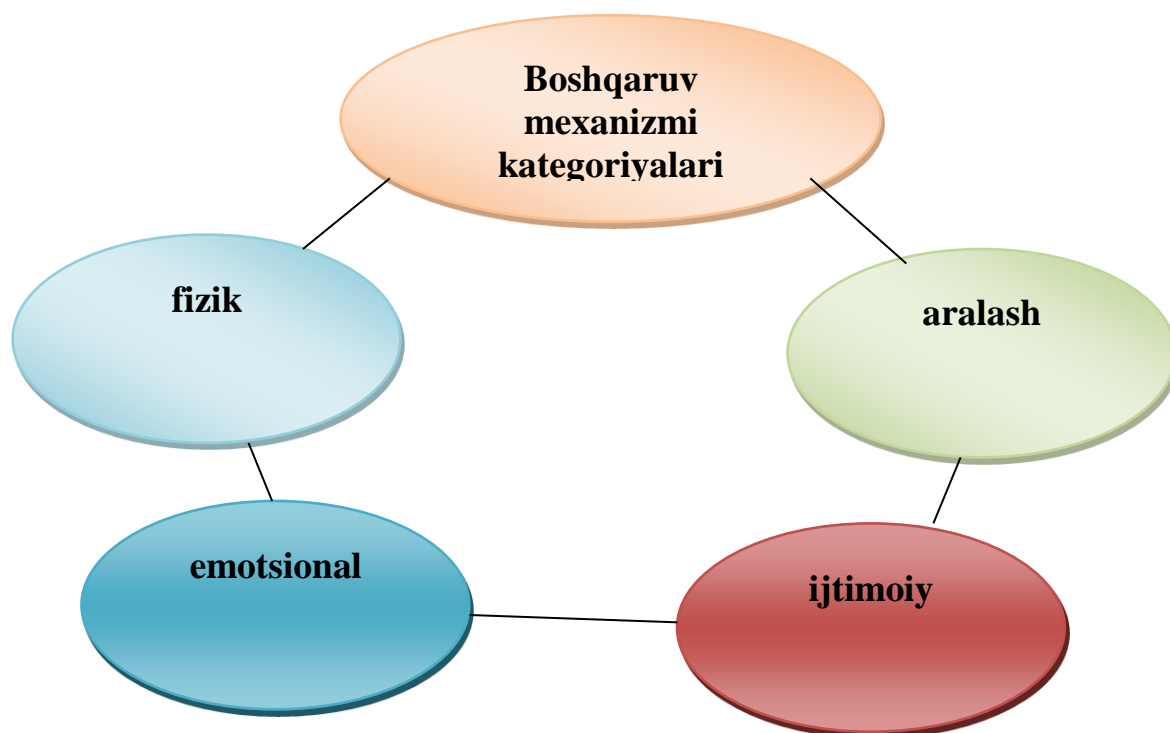 Boshqaruv
mexanizmi
kategoriyalari
fizik
aralash
emotsional
ijtimoiy